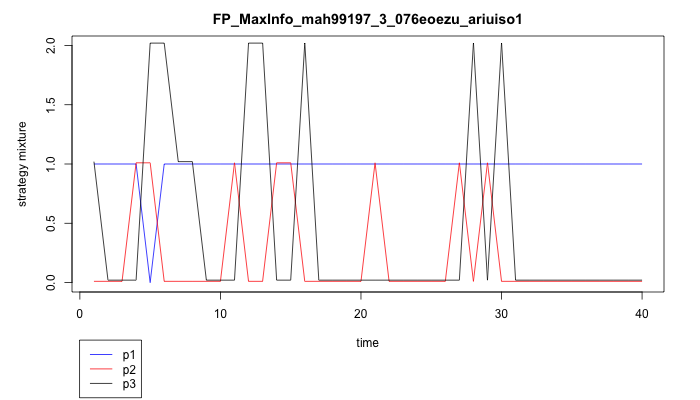 FP_MaxInfo_mah99197_3_076eoezu_ariuiso1
strategy mixture
2.0
1.5
1.0
0.5
0.0
0 10 20 30 40
time
p1
p2
p3